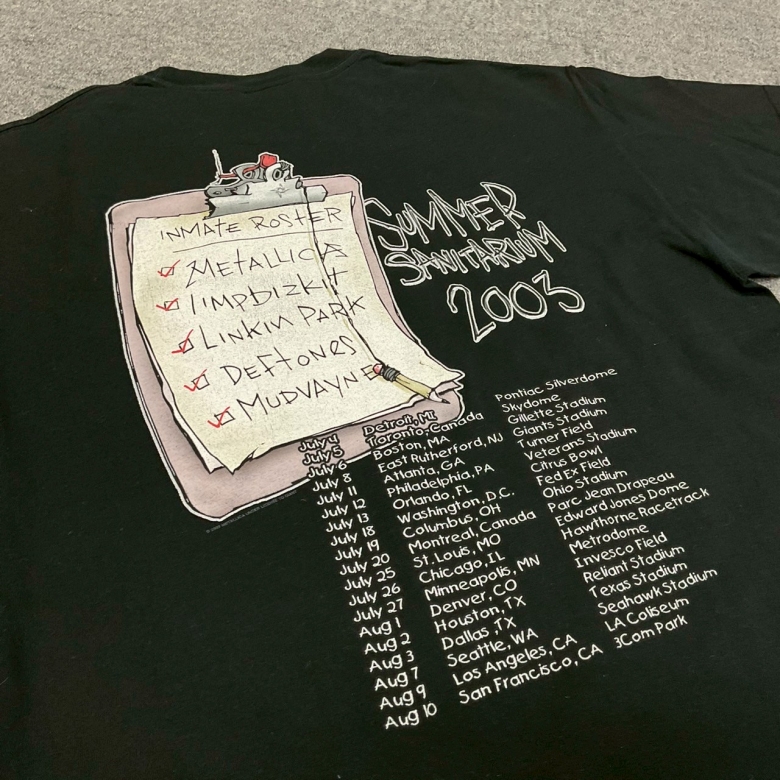 INMATE ROSTER
METALLICA
limpbizkit
LINKIN PARK
DEFTONES
MUDVAYNE
SUMMER
SANITARIUM
2003
July 4 Detroit, MI Pontiac Silverdome
July 5 Toronto, Canada Skydome
July 6 Boston, MA Gillette Stadium
July 8 East Rutherford, NJ Giants Stadium
July 11 Atlanta, GA Turner Field
July 12 Philadelphia, PA Veterans Stadium
July 13 Orlando, FL Citrus Bowl
July 18 Washington, D.C. Fed Ex Field
July 19 Columbus, OH Ohio Stadium
July 20 Montreal, Canada Parc Jean Drapeau
July 25 St. Louis, MO Edward Jones Dome
July 26 Chicago, IL Hawthorne Racetrack
July 27 Minneapolis, MN Metrodome
Aug 1 Denver, CO Invesco Field
Aug 2 Houston, TX Reliant Stadium
Aug 3 Dallas, TX Texas Stadium
Aug 7 Seattle, WA Seahawk Stadium
Aug 9 Los Angeles, CA LA Coliseum
Aug 10 San Francisco, CA 3Com Park